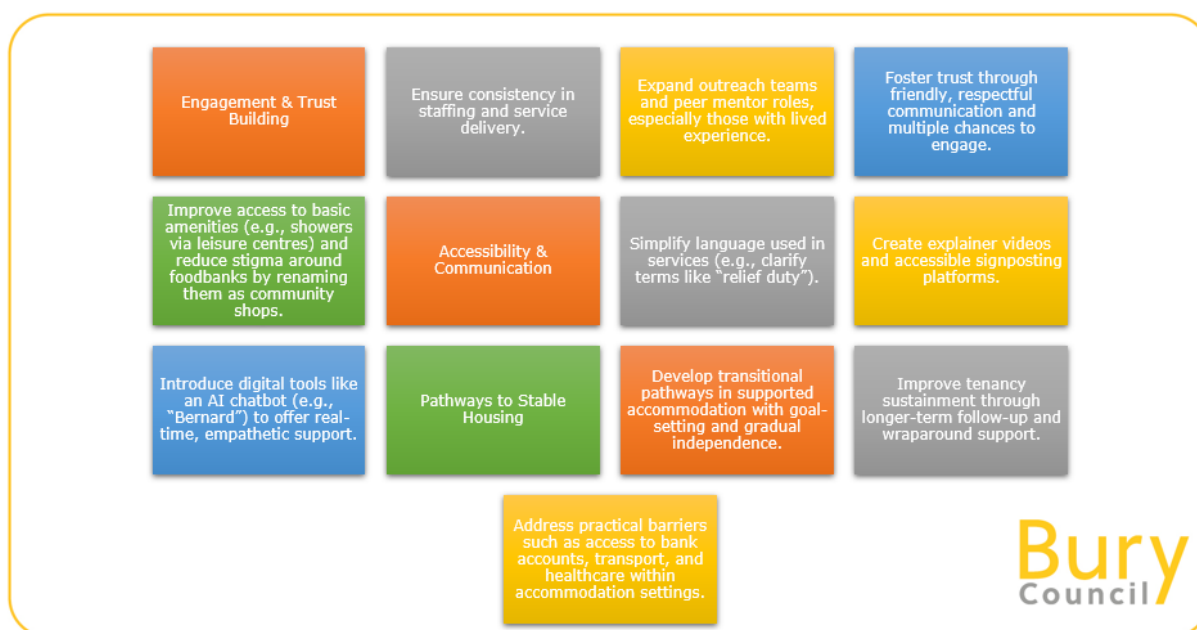 Engagement & Trust
Building
Ensure consistency in
staffing and service
delivery.
Expand outreach teams
and peer mentor roles,
especially those with lived
experience.
Foster trust through
friendly, respectful
communication and
multiple chances to
engage.
Improve access to basic
amenities (e.g., showers
via leisure centres) and
reduce stigma around
foodbanks by renaming
them as community
shops.
Accessibility &
Communication
Simplify language used in
services (e.g., clarify
terms like “relief duty”).
Create explainer videos
and accessible signposting
platforms.
Introduce digital tools like
an AI chatbot (e.g.,
“Bernard”) to offer real-
time, empathetic support.
Pathways to Stable
Housing
Develop transitional
pathways in supported
accommodation with goal-
setting and gradual
independence.
Improve tenancy
sustainment through
longer-term follow-up and
wraparound support.
Address practical barriers
such as access to bank
accounts, transport, and
healthcare within
accommodation settings.
Bury
Council